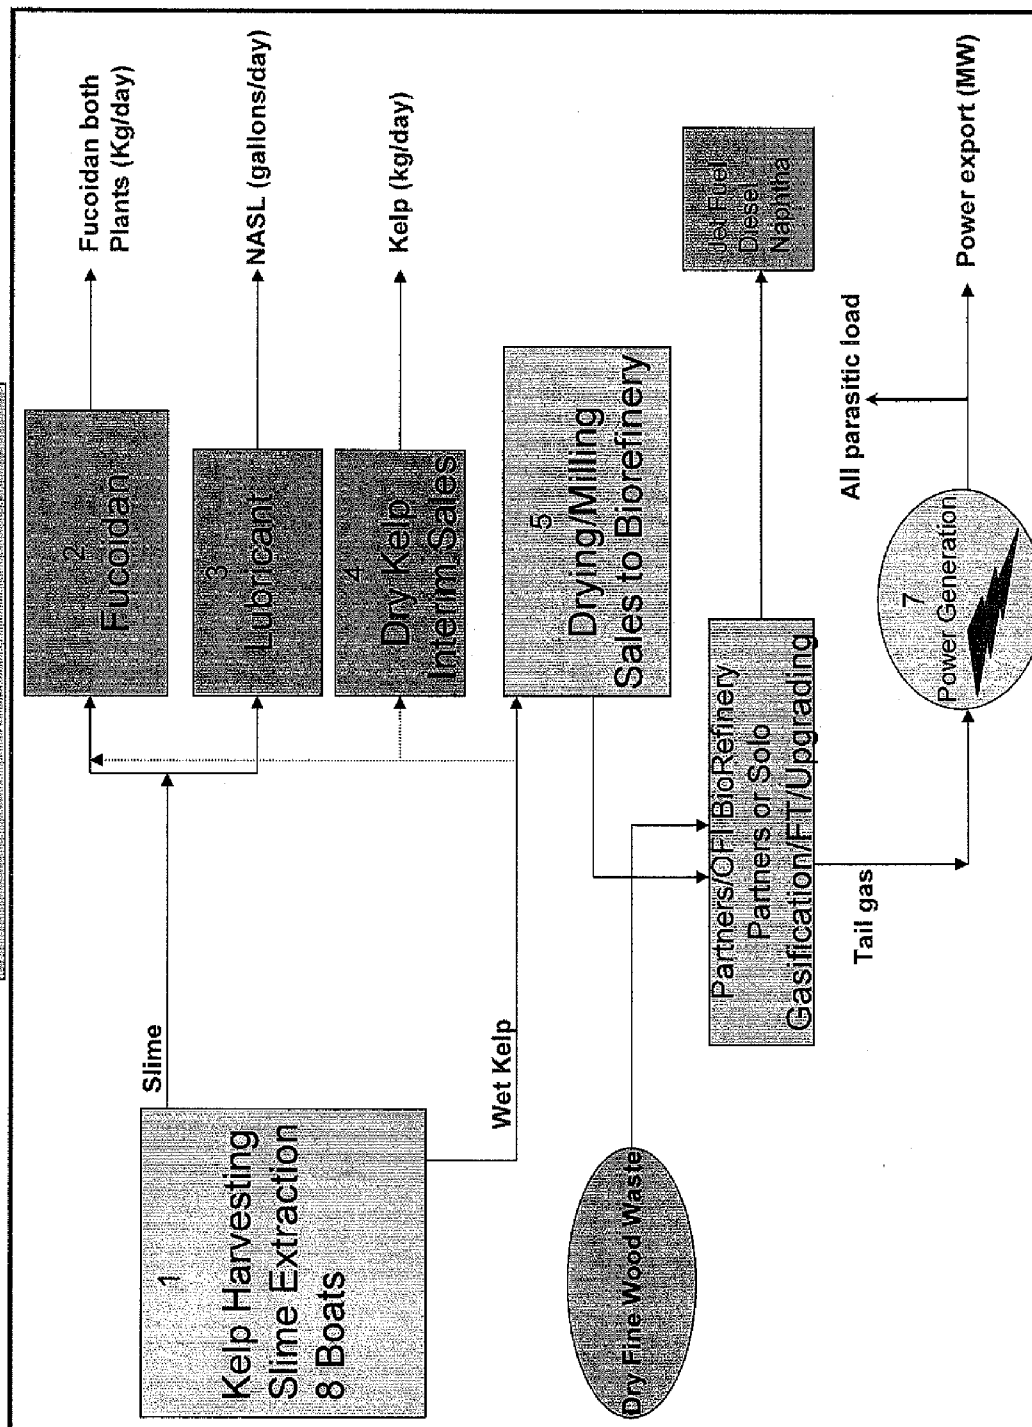 1
Kelp Harvesting
Slime Extraction
8 Boats
Slime
Wet Kelp
2
Fucoidan
Fucoidan both
Plants (Kg/day)
3
Lubricant
NASL (gallons/day)
4
Dry Kelp
Interim Sales
Kelp (kg/day)
5
Drying/Milling
Sales to Biorefinery
Dry Fine Wood Waste
Partners/OFI BioRefinery
Partners or Solo
Gasification/FT/Upgrading
Jet Fuel
Diesel
Naphtha
Tail gas
7
Power Generation
All parasitic load
Power export (MW)